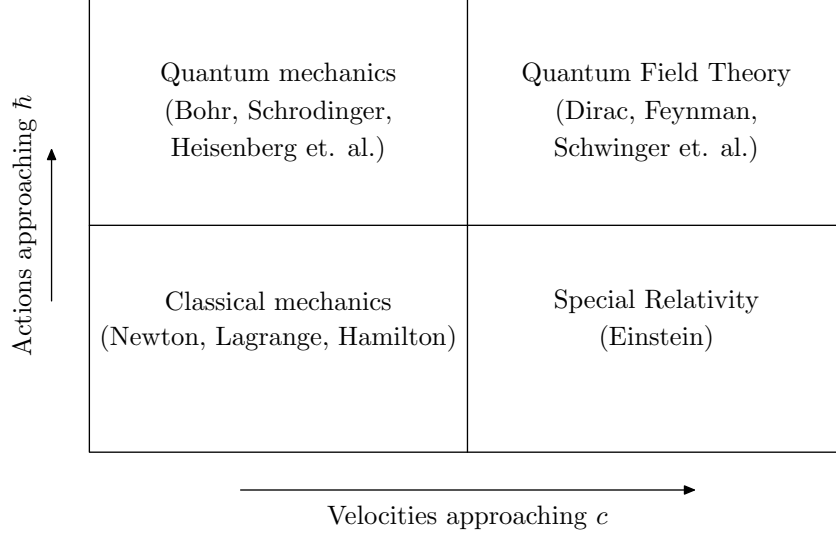 Quantum mechanics
(Bohr, Schrodinger,
Heisenberg et. al.)
Quantum Field Theory
(Dirac, Feynman,
Schwinger et. al.)
Actions approaching ℏ
Classical mechanics
(Newton, Lagrange, Hamilton)
Special Relativity
(Einstein)
Velocities approaching c